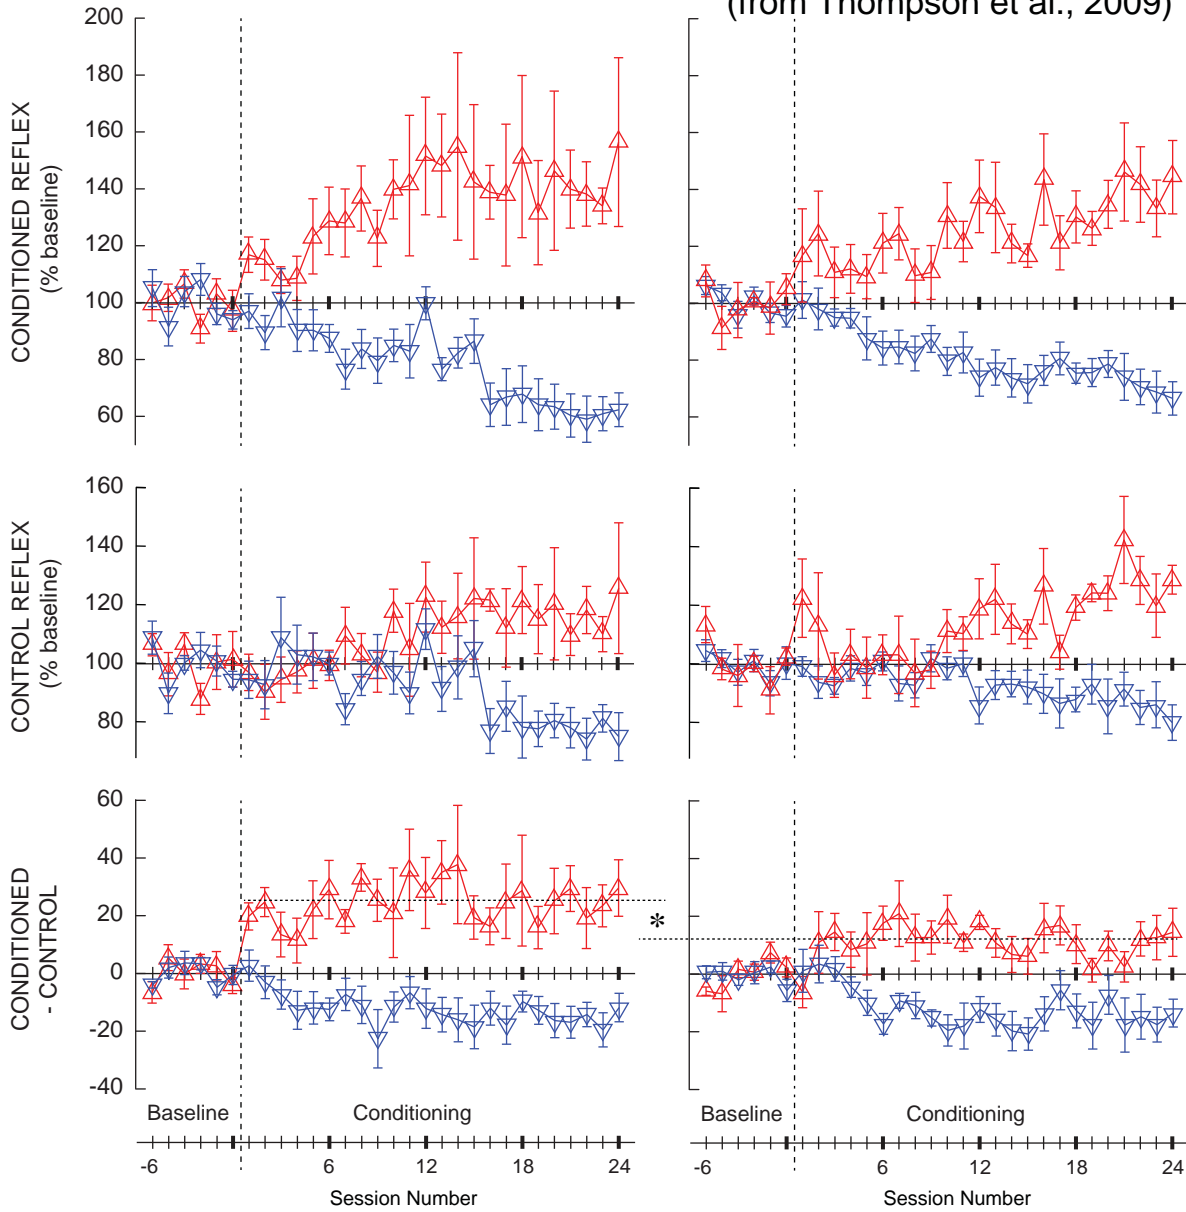 (from Thompson et al., 2009)
CONDITIONED REFLEX
(% baseline)
200
180
160
140
120
100
80
60
CONTROL REFLEX
(% baseline)
160
140
120
100
80
CONDITIONED
- CONTROL
60
40
20
0
-20
-40
*
Baseline Conditioning
Baseline Conditioning
-6 6 12 18 24
-6 6 12 18 24
Session Number
Session Number